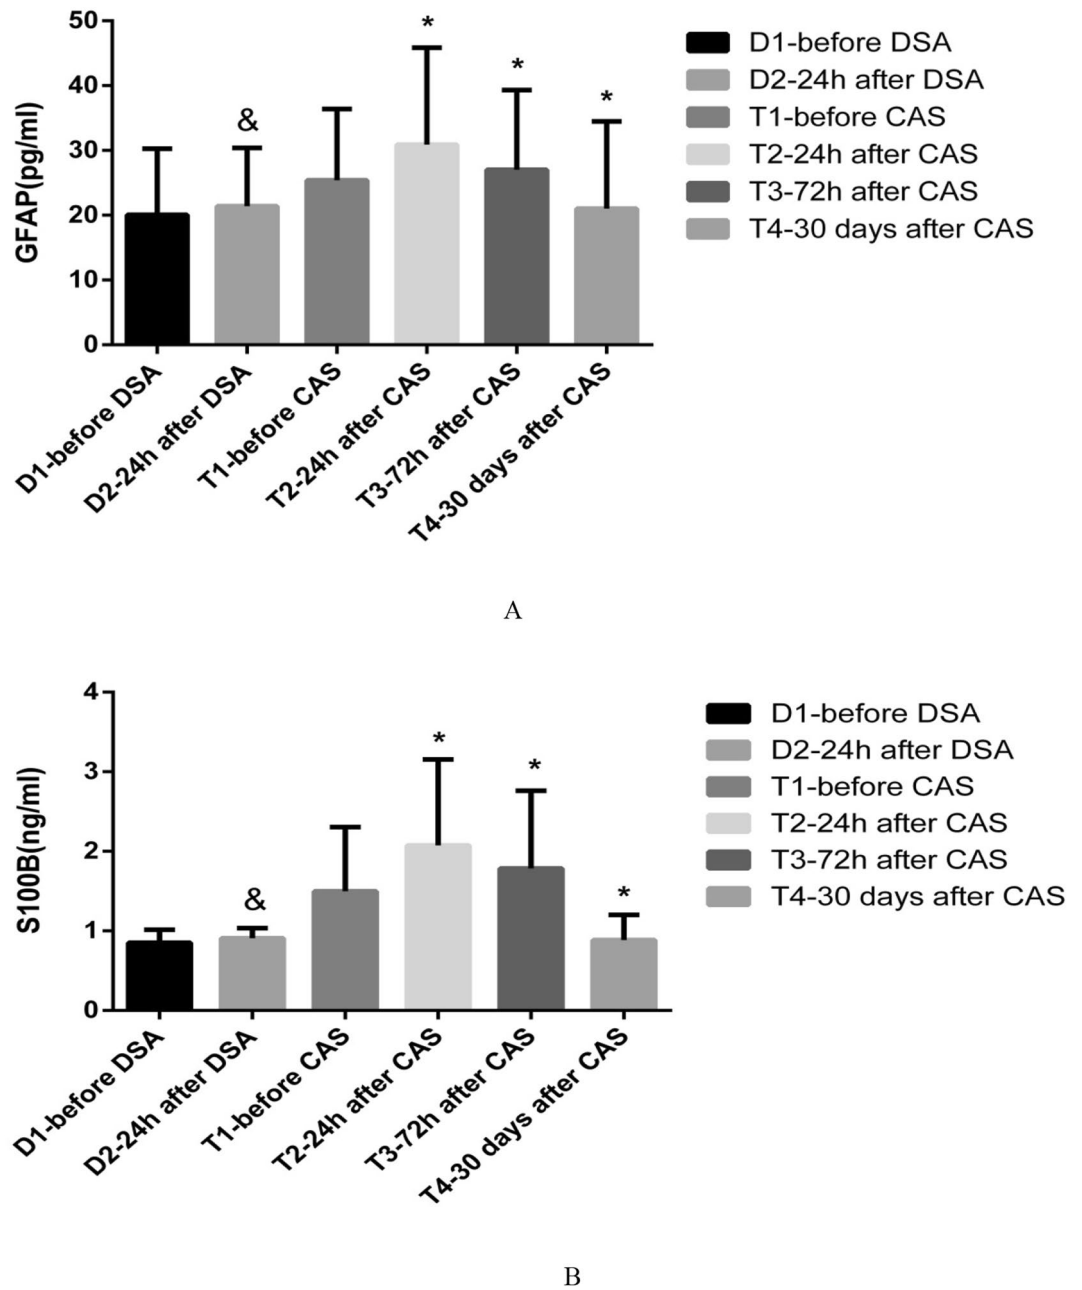 GFAP(pg/ml)
50
40
30
20
10
0
&
*
*
*
D1-before DSA
D2-24h after DSA
T1-before CAS
T2-24h after CAS
T3-72h after CAS
T4-30 days after CAS
D1-before DSA
D2-24h after DSA
T1-before CAS
T2-24h after CAS
T3-72h after CAS
T4-30 days after CAS
A
S100B(ng/ml)
4
3
2
1
0
&
*
*
*
D1-before DSA
D2-24h after DSA
T1-before CAS
T2-24h after CAS
T3-72h after CAS
T4-30 days after CAS
D1-before DSA
D2-24h after DSA
T1-before CAS
T2-24h after CAS
T3-72h after CAS
T4-30 days after CAS
B